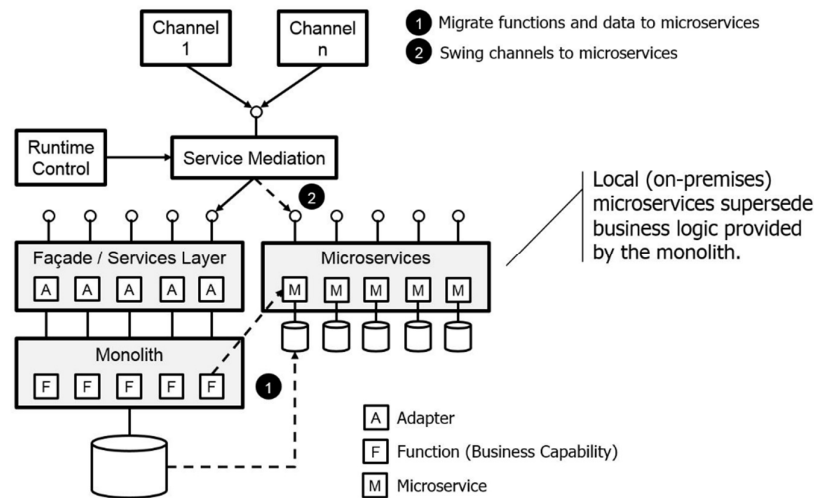 Channel
1
Channel
n
1 Migrate functions and data to microservices
2 Swing channels to microservices
Runtime
Control
Service Mediation
2
Local (on-premises)
microservices supersede
business logic provided
by the monolith.
Façade / Services Layer
A A A A A
Microservices
M M M M M
Monolith
F F F F F
1
A Adapter
F Function (Business Capability)
M Microservice